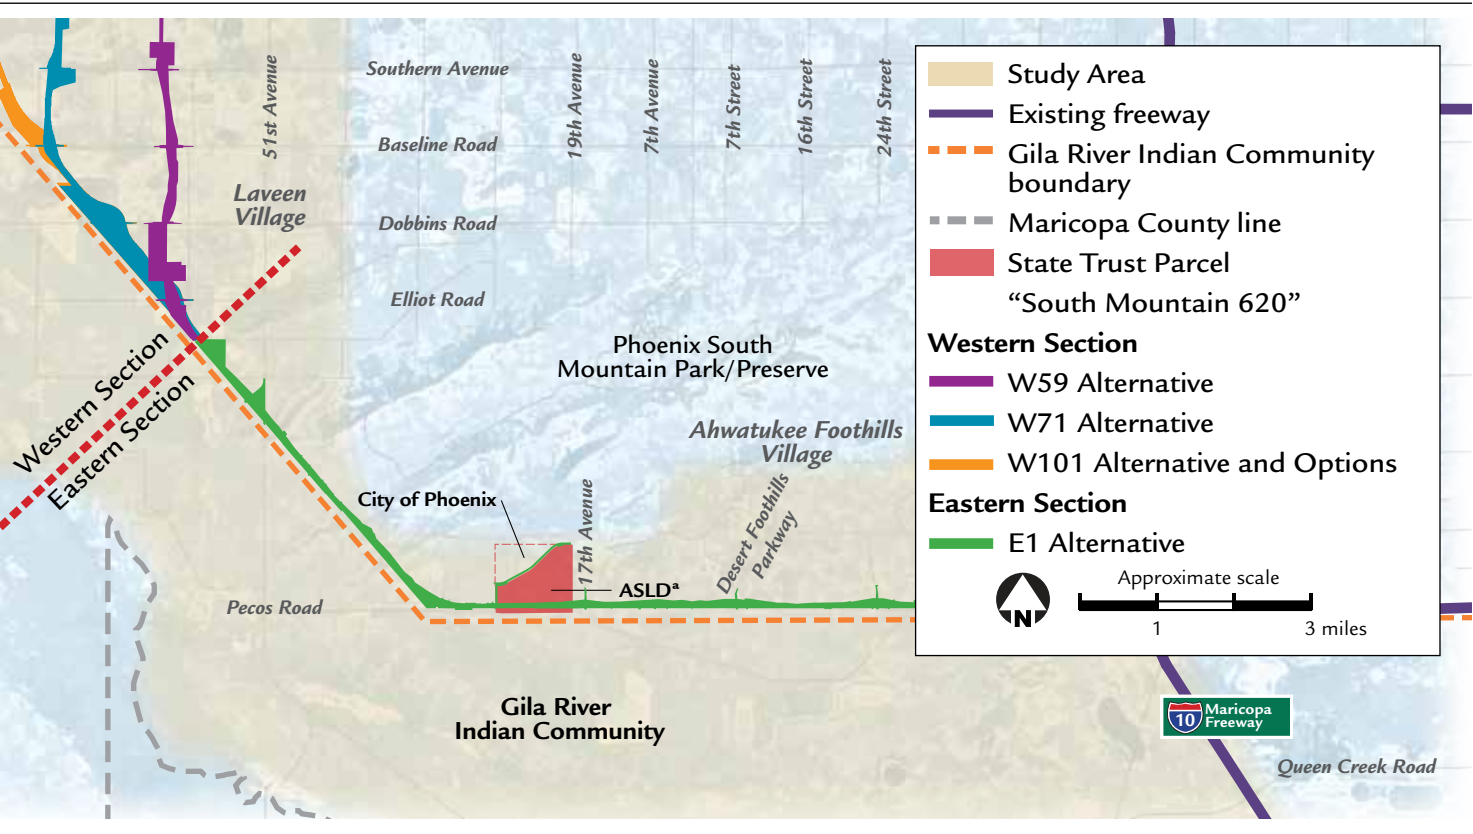 Southern Avenue
Baseline Road
Dobbins Road
Elliot Road
51st Avenue
19th Avenue
7th Avenue
7th Street
16th Street
24th Street
Laveen
Village
Western Section
Eastern Section
Phoenix South
Mountain Park/Preserve
Ahwatukee Foothills
Village
City of Phoenix
17th Avenue
Desert Foothills
Parkway
ASLDᵃ
Pecos Road
Gila River
Indian Community
Study Area
Existing freeway
Gila River Indian Community
boundary
Maricopa County line
State Trust Parcel
“South Mountain 620”
Western Section
W59 Alternative
W71 Alternative
W101 Alternative and Options
Eastern Section
E1 Alternative
N
Approximate scale
1
3 miles
10
Maricopa
Freeway
Queen Creek Road